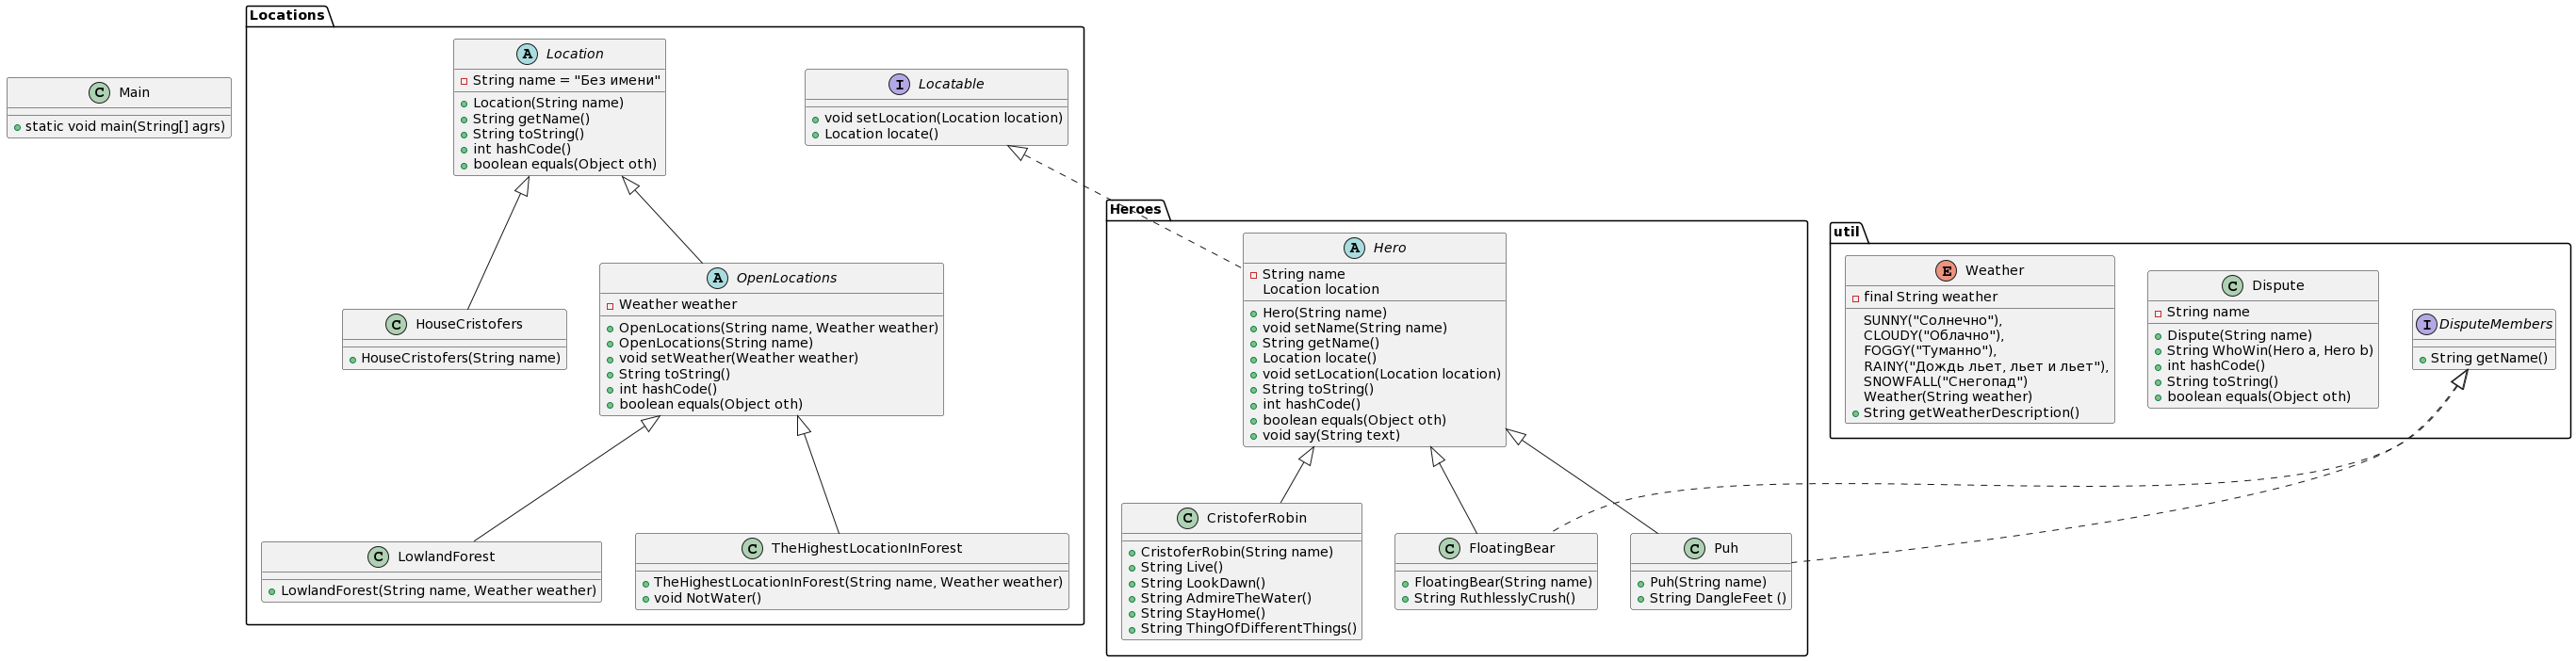 Main
static void main(String[] agrs)
Locations
Location
String name = "Без имени"
Location(String name)
String getName()
String toString()
int hashCode()
boolean equals(Object oth)
Locatable
void setLocation(Location location)
Location locate()
HouseCristofers
HouseCristofers(String name)
OpenLocations
Weather weather
OpenLocations(String name, Weather weather)
OpenLocations(String name)
void setWeather(Weather weather)
String toString()
int hashCode()
boolean equals(Object oth)
LowlandForest
LowlandForest(String name, Weather weather)
TheHighestLocationInForest
TheHighestLocationInForest(String name, Weather weather)
void NotWater()
Heroes
Hero
String name
Location location
Hero(String name)
void setName(String name)
String getName()
Location locate()
void setLocation(Location location)
String toString()
int hashCode()
boolean equals(Object oth)
void say(String text)
CristoferRobin
CristoferRobin(String name)
String Live()
String LookDawn()
String AdmireTheWater()
String StayHome()
String ThingOfDifferentThings()
FloatingBear
FloatingBear(String name)
String RuthlesslyCrush()
Puh
Puh(String name)
String DangleFeet ()
util
Weather
final String weather
SUNNY("Солнечно"),
CLOUDY("Облачно"),
FOGGY("Туманно"),
RAINY("Дождь льет, льет и льет"),
SNOWFALL("Снегопад")
Weather(String weather)
String getWeatherDescription()
Dispute
String name
Dispute(String name)
String WhoWin(Hero a, Hero b)
int hashCode()
String toString()
boolean equals(Object oth)
DisputeMembers
String getName()